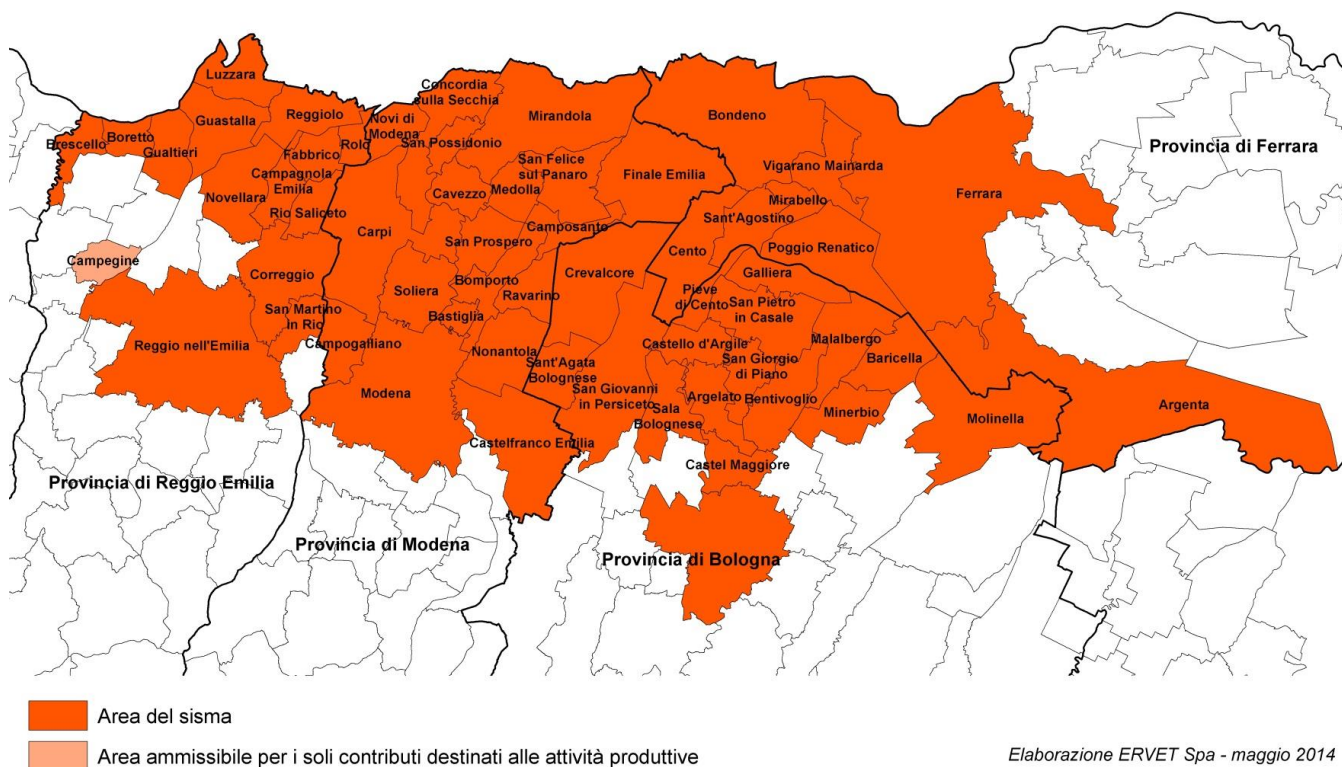 Luzzara
Concordia
sulla Secchia
Mirandola
Bondeno
Reggiolo
Guastalla
Novi di
Modena
Brescello
Boretto
Gualtieri
Rolo
Fabbrico
San Possidonio
Provincia di Ferrara
San Felice
sul Panaro
Finale Emilia
Vigarano Mainarda
Campagnola
Emilia
Medolla
Cavezzo
Ferrara
Novellara
Mirabello
Rio Saliceto
Sant'Agostino
Camposanto
Carpi
San Prospero
Poggio Renatico
Cento
Campegine
Correggio
Crevalcore
Galliera
Bomporto
Soliera
Ravarino
Pieve
di Cento
San Pietro
in Casale
San Martino
in Rio
Bastiglia
Malalbergo
Reggio nell'Emilia
Campogalliano
Castello d'Argile
Nonantola
Baricella
Sant'Agata
Bolognese
San Giorgio
di Piano
Modena
San Giovanni
in Persiceto
Argelato
Bentivoglio
Argenta
Sala
Bolognese
Minerbio
Molinella
Castelfranco Emilia
Castel Maggiore
Provincia di Reggio Emilia
Provincia di Modena
Provincia di Bologna
Area del sisma
Area ammissibile per i soli contributi destinati alle attività produttive
Elaborazione ERVET Spa - maggio 2014